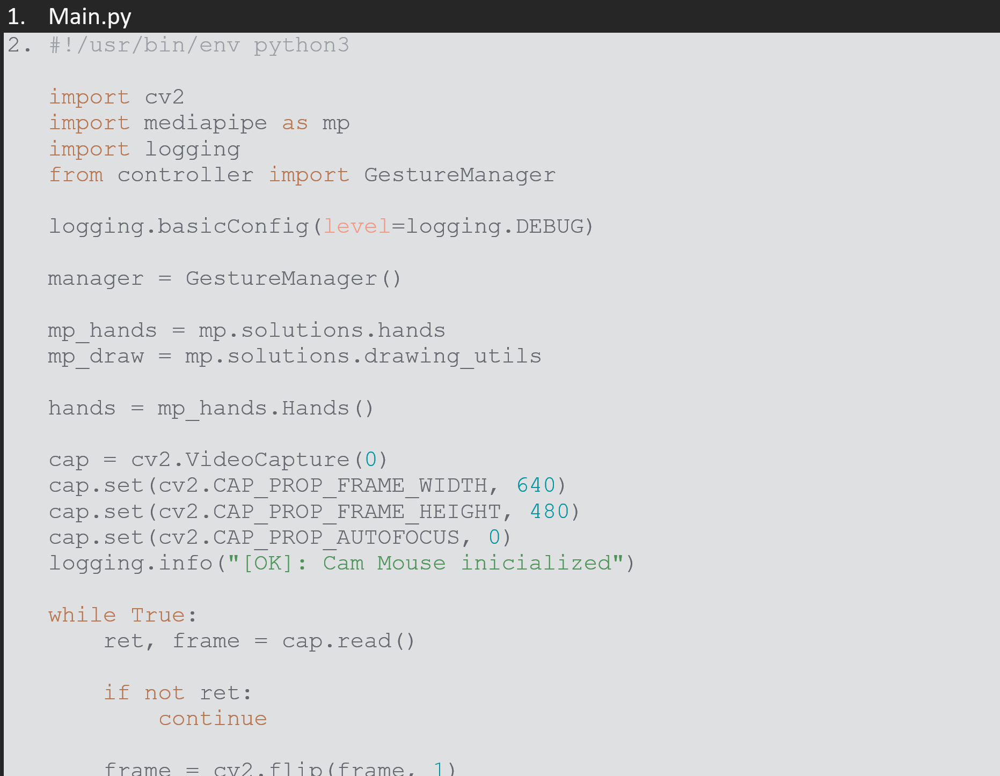 1. Main.py
2. #!/usr/bin/env python3
import cv2
import mediapipe as mp
import logging
from controller import GestureManager
logging.basicConfig(level=logging.DEBUG)
manager = GestureManager()
mp_hands = mp.solutions.hands
mp_draw = mp.solutions.drawing_utils
hands = mp_hands.Hands()
cap = cv2.VideoCapture(0)
cap.set(cv2.CAP_PROP_FRAME_WIDTH, 640)
cap.set(cv2.CAP_PROP_FRAME_HEIGHT, 480)
cap.set(cv2.CAP_PROP_AUTOFOCUS, 0)
logging.info("[OK]: Cam Mouse inicialized")
while True:
    ret, frame = cap.read()
    if not ret:
        continue
    frame = cv2.flip(frame, 1)